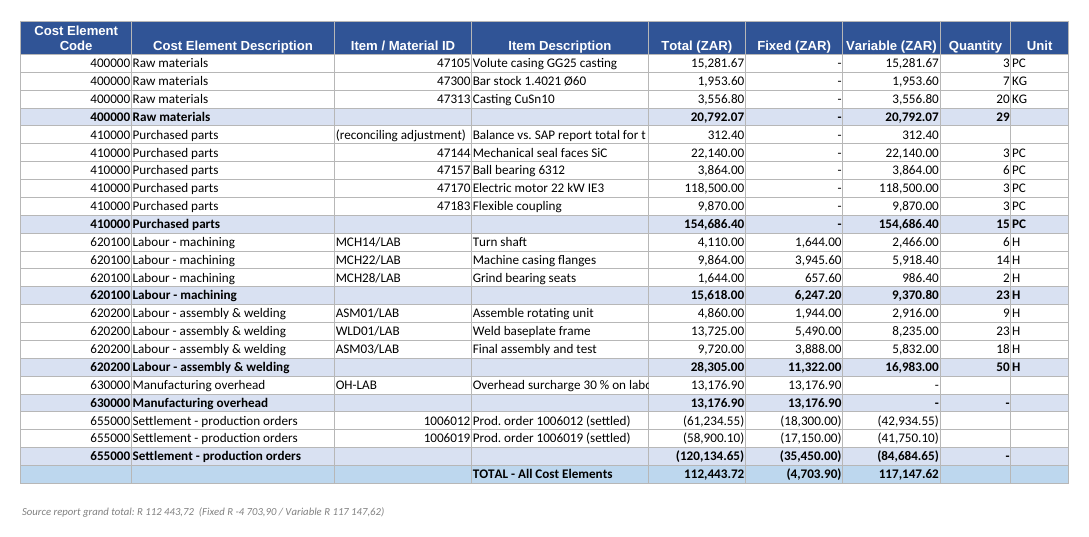 Cost Element Code | Cost Element Description | Item / Material ID | Item Description | Total (ZAR) | Fixed (ZAR) | Variable (ZAR) | Quantity | Unit
400000 | Raw materials | 47105 | Volute casing GG25 casting | 15,281.67 | - | 15,281.67 | 3 | PC
400000 | Raw materials | 47300 | Bar stock 1.4021 Ø60 | 1,953.60 | - | 1,953.60 | 7 | KG
400000 | Raw materials | 47313 | Casting CuSn10 | 3,556.80 | - | 3,556.80 | 20 | KG
400000 | Raw materials | | | 20,792.07 | - | 20,792.07 | 29 |
410000 | Purchased parts | (reconciling adjustment) | Balance vs. SAP report total for t | 312.40 | - | 312.40 | |
410000 | Purchased parts | 47144 | Mechanical seal faces SiC | 22,140.00 | - | 22,140.00 | 3 | PC
410000 | Purchased parts | 47157 | Ball bearing 6312 | 3,864.00 | - | 3,864.00 | 6 | PC
410000 | Purchased parts | 47170 | Electric motor 22 kW IE3 | 118,500.00 | - | 118,500.00 | 3 | PC
410000 | Purchased parts | 47183 | Flexible coupling | 9,870.00 | - | 9,870.00 | 3 | PC
410000 | Purchased parts | | | 154,686.40 | - | 154,686.40 | 15 | PC
620100 | Labour - machining | MCH14/LAB | Turn shaft | 4,110.00 | 1,644.00 | 2,466.00 | 6 | H
620100 | Labour - machining | MCH22/LAB | Machine casing flanges | 9,864.00 | 3,945.60 | 5,918.40 | 14 | H
620100 | Labour - machining | MCH28/LAB | Grind bearing seats | 1,644.00 | 657.60 | 986.40 | 2 | H
620100 | Labour - machining | | | 15,618.00 | 6,247.20 | 9,370.80 | 23 | H
620200 | Labour - assembly & welding | ASM01/LAB | Assemble rotating unit | 4,860.00 | 1,944.00 | 2,916.00 | 9 | H
620200 | Labour - assembly & welding | WLD01/LAB | Weld baseplate frame | 13,725.00 | 5,490.00 | 8,235.00 | 23 | H
620200 | Labour - assembly & welding | ASM03/LAB | Final assembly and test | 9,720.00 | 3,888.00 | 5,832.00 | 18 | H
620200 | Labour - assembly & welding | | | 28,305.00 | 11,322.00 | 16,983.00 | 50 | H
630000 | Manufacturing overhead | OH-LAB | Overhead surcharge 30 % on labo | 13,176.90 | 13,176.90 | - | |
630000 | Manufacturing overhead | | | 13,176.90 | 13,176.90 | - | - |
655000 | Settlement - production orders | 1006012 | Prod. order 1006012 (settled) | (61,234.55) | (18,300.00) | (42,934.55) | |
655000 | Settlement - production orders | 1006019 | Prod. order 1006019 (settled) | (58,900.10) | (17,150.00) | (41,750.10) | |
655000 | Settlement - production orders | | | (120,134.65) | (35,450.00) | (84,684.65) | - |
TOTAL - All Cost Elements | 112,443.72 | (4,703.90) | 117,147.62
Source report grand total: R 112 443,72 (Fixed R -4 703,90 / Variable R 117 147,62)